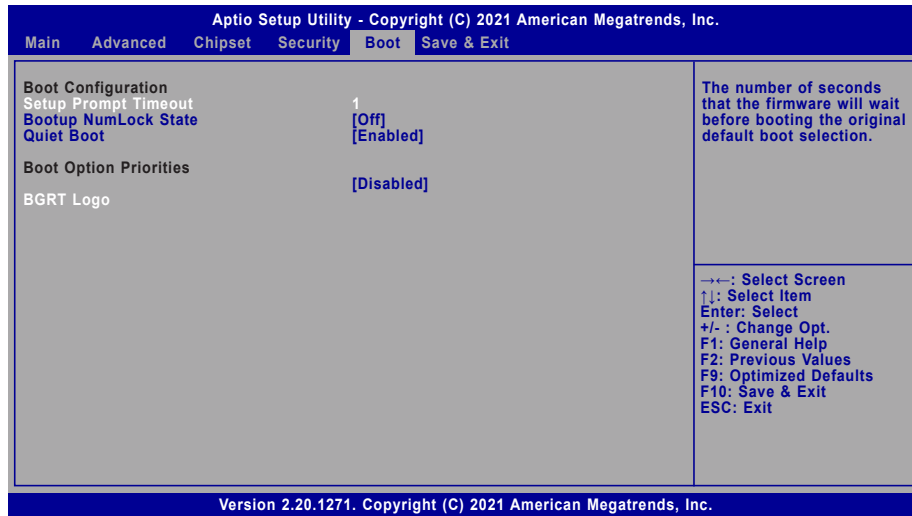 Aptio Setup Utility - Copyright (C) 2021 American Megatrends, Inc.
Main Advanced Chipset Security Boot Save & Exit
Boot Configuration
Setup Prompt Timeout 1
Bootup NumLock State [Off]
Quiet Boot [Enabled]
Boot Option Priorities
[Disabled]
BGRT Logo
The number of seconds
that the firmware will wait
before booting the original
default boot selection.
→←: Select Screen
↑↓: Select Item
Enter: Select
+/- : Change Opt.
F1: General Help
F2: Previous Values
F9: Optimized Defaults
F10: Save & Exit
ESC: Exit
Version 2.20.1271. Copyright (C) 2021 American Megatrends, Inc.